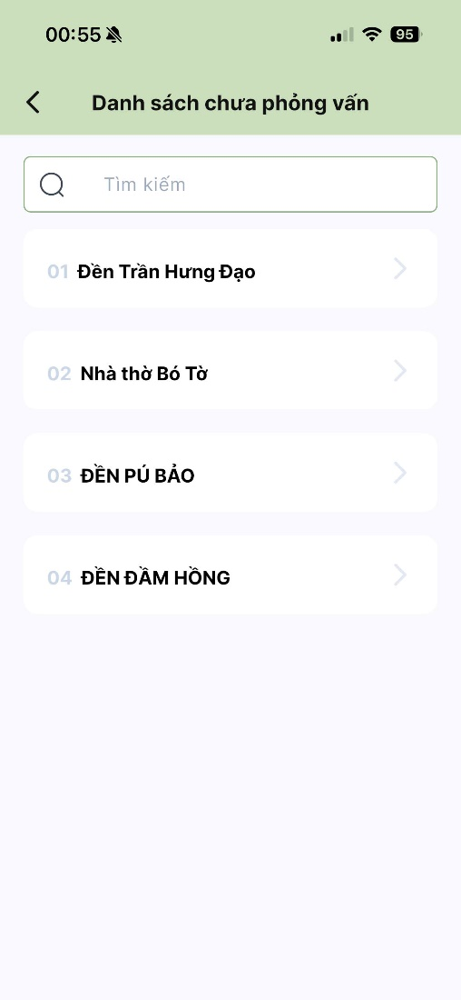 00:55
95
Danh sách chưa phỏng vấn
Tìm kiếm
01 Đền Trần Hưng Đạo
02 Nhà thờ Bó Tờ
03 ĐỀN PÚ BẢO
04 ĐỀN ĐẦM HỒNG